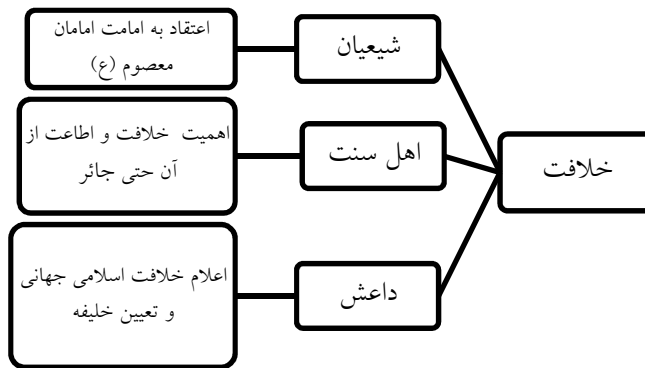 خلافت
شیعیان
اعتقاد به امامت امامان
معصوم (ع)
اهل سنت
اهمیت خلافت و اطاعت از
آن حتی جائر
داعش
اعلام خلافت اسلامی جهانی
و تعیین خلیفه